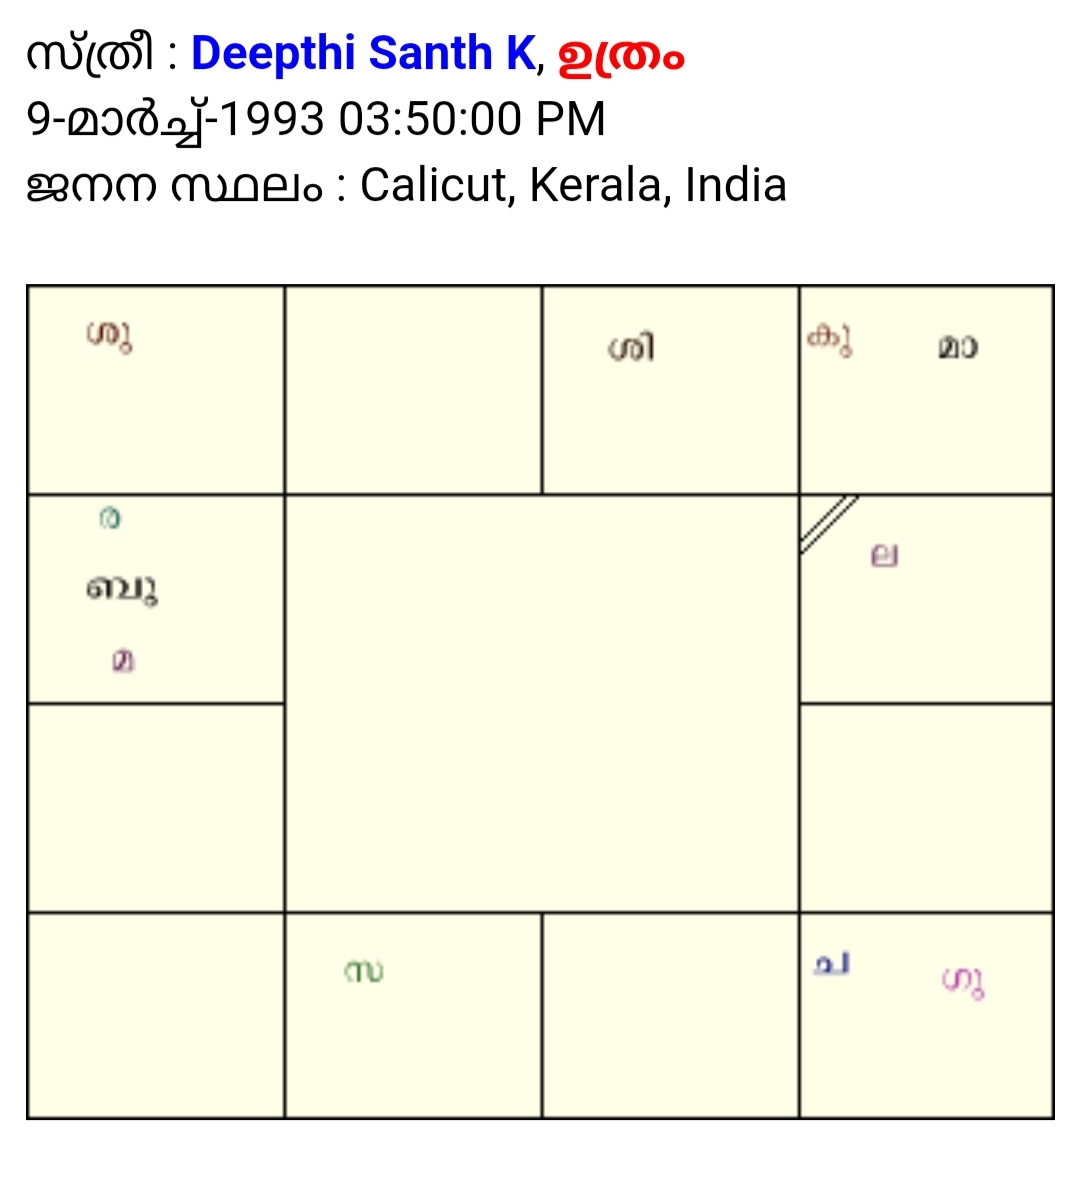 സ്ത്രീ : Deepthi Santh K, ഉത്രം
9-മാർച്ച്-1993 03:50:00 PM
ജനന സ്ഥലം : Calicut, Kerala, India
ശു
ശി
കു മാ
ര
ബു
മ
ല
സ
ച ഗു